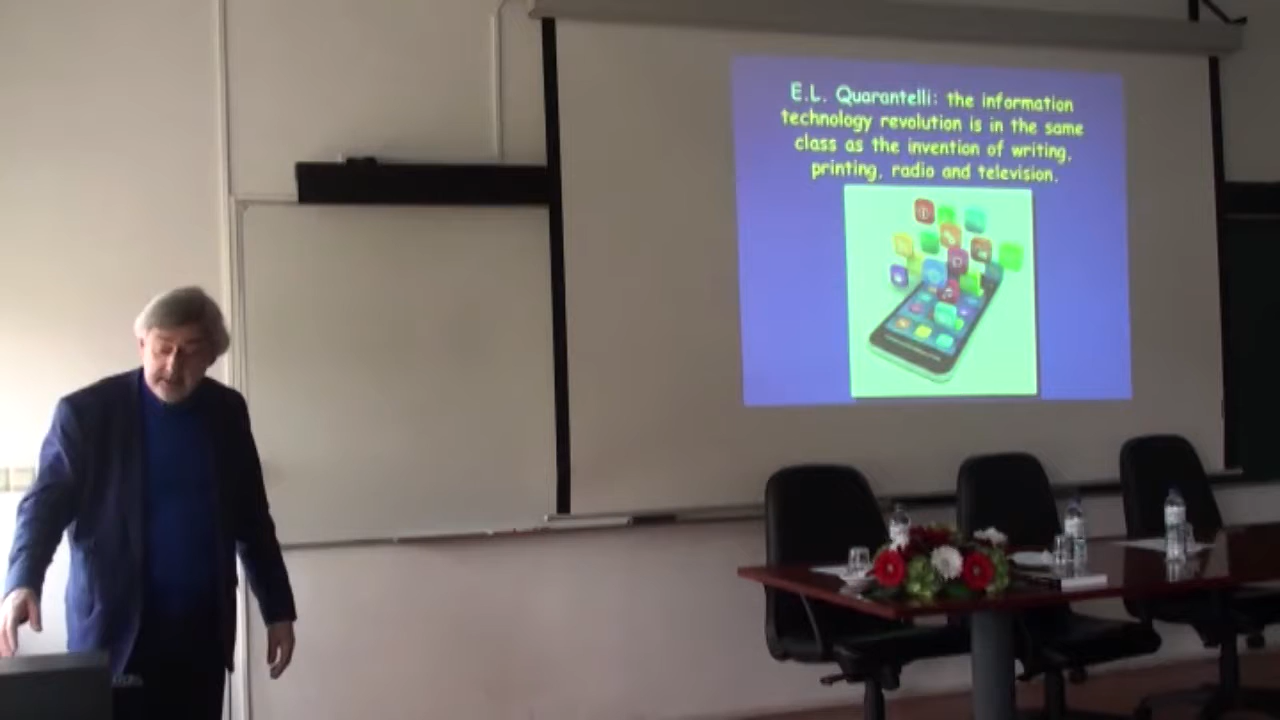 E.L. Quarantelli: the information
technology revolution is in the same
class as the invention of writing,
printing, radio and television.